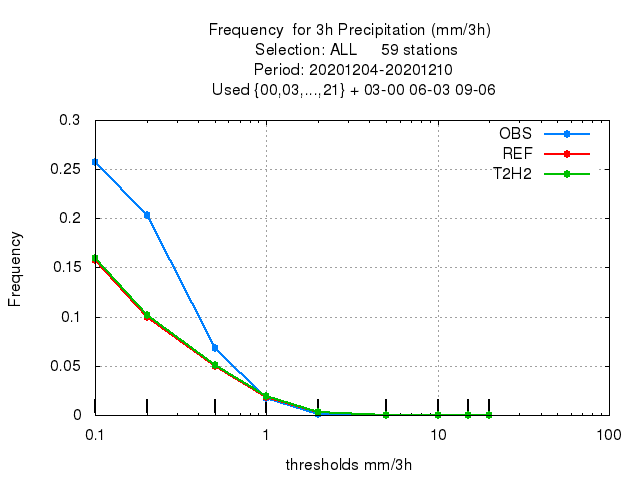 Frequency  for 3h Precipitation (mm/3h)
Selection: ALL     59 stations
Period: 20201204-20201210
Used {00,03,...,21} + 03-00 06-03 09-06
OBS
REF
T2H2
0.3
0.25
0.2
0.15
0.1
0.05
0
Frequency
0.1 1 10 100
thresholds mm/3h